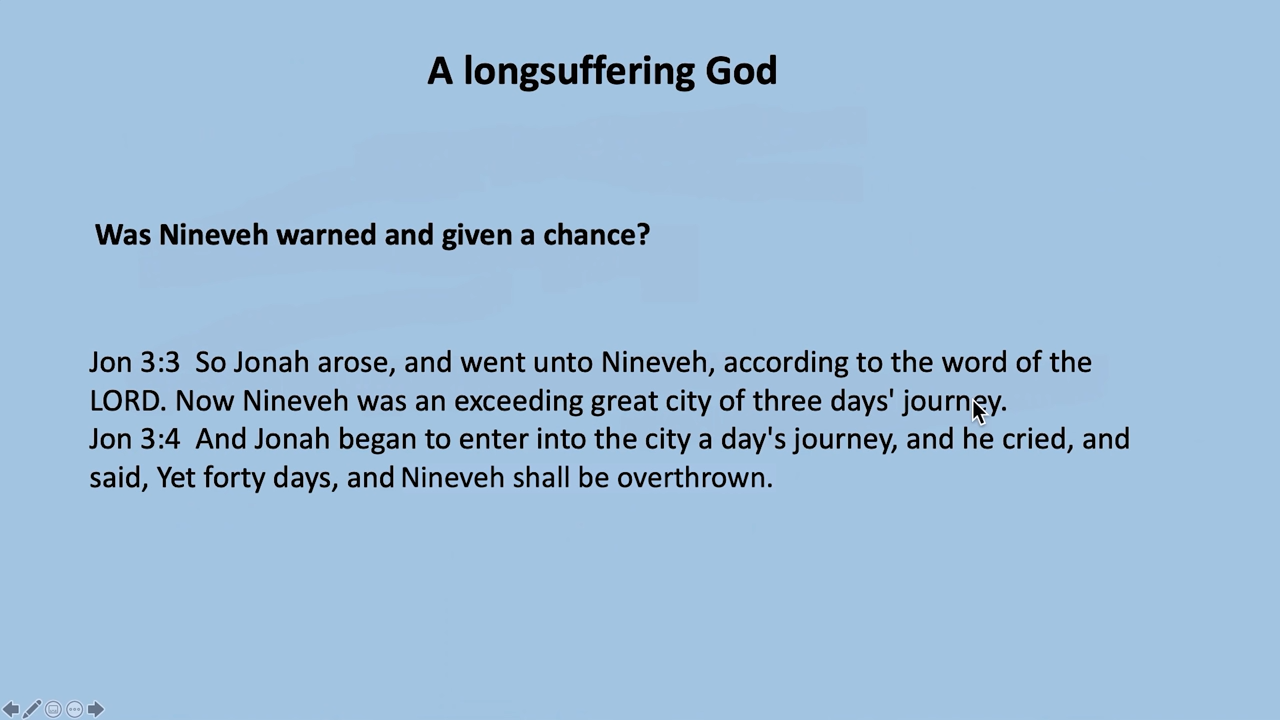 A longsuffering God
Was Nineveh warned and given a chance?
Jon 3:3  So Jonah arose, and went unto Nineveh, according to the word of the
LORD. Now Nineveh was an exceeding great city of three days' journey.
Jon 3:4  And Jonah began to enter into the city a day's journey, and he cried, and
said, Yet forty days, and Nineveh shall be overthrown.